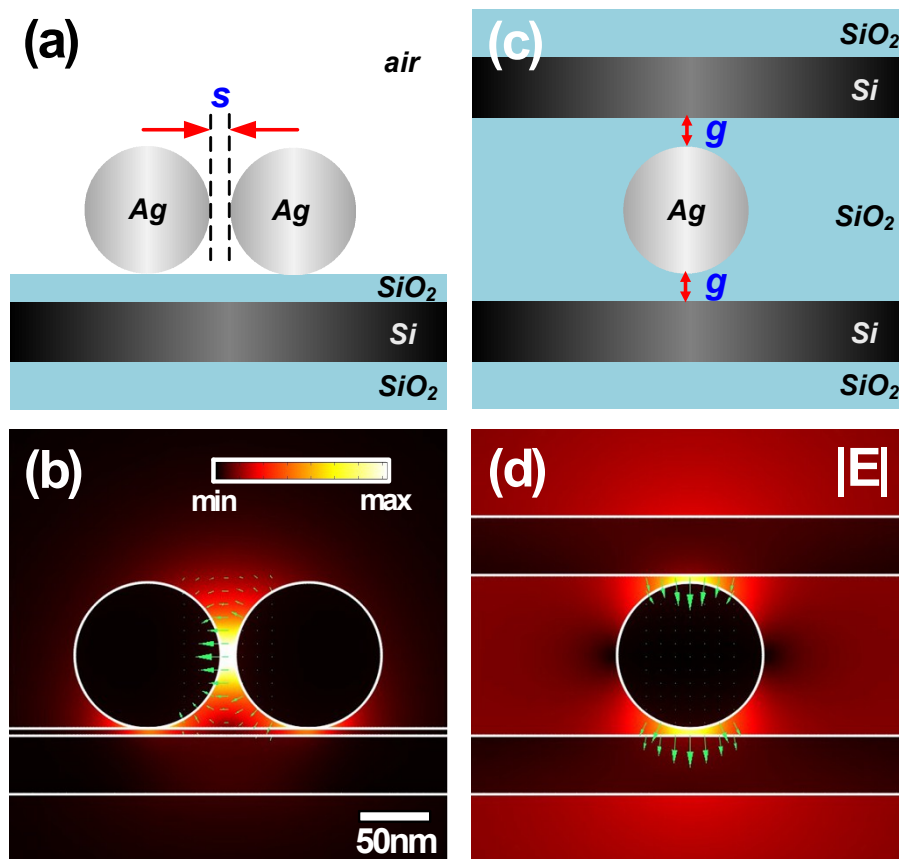 (a)
air
s
Ag
Ag
SiO₂
Si
SiO₂
(c)
SiO₂
Si
g
Ag
SiO₂
g
Si
SiO₂
(b)
min
max
50nm
(d)
|E|